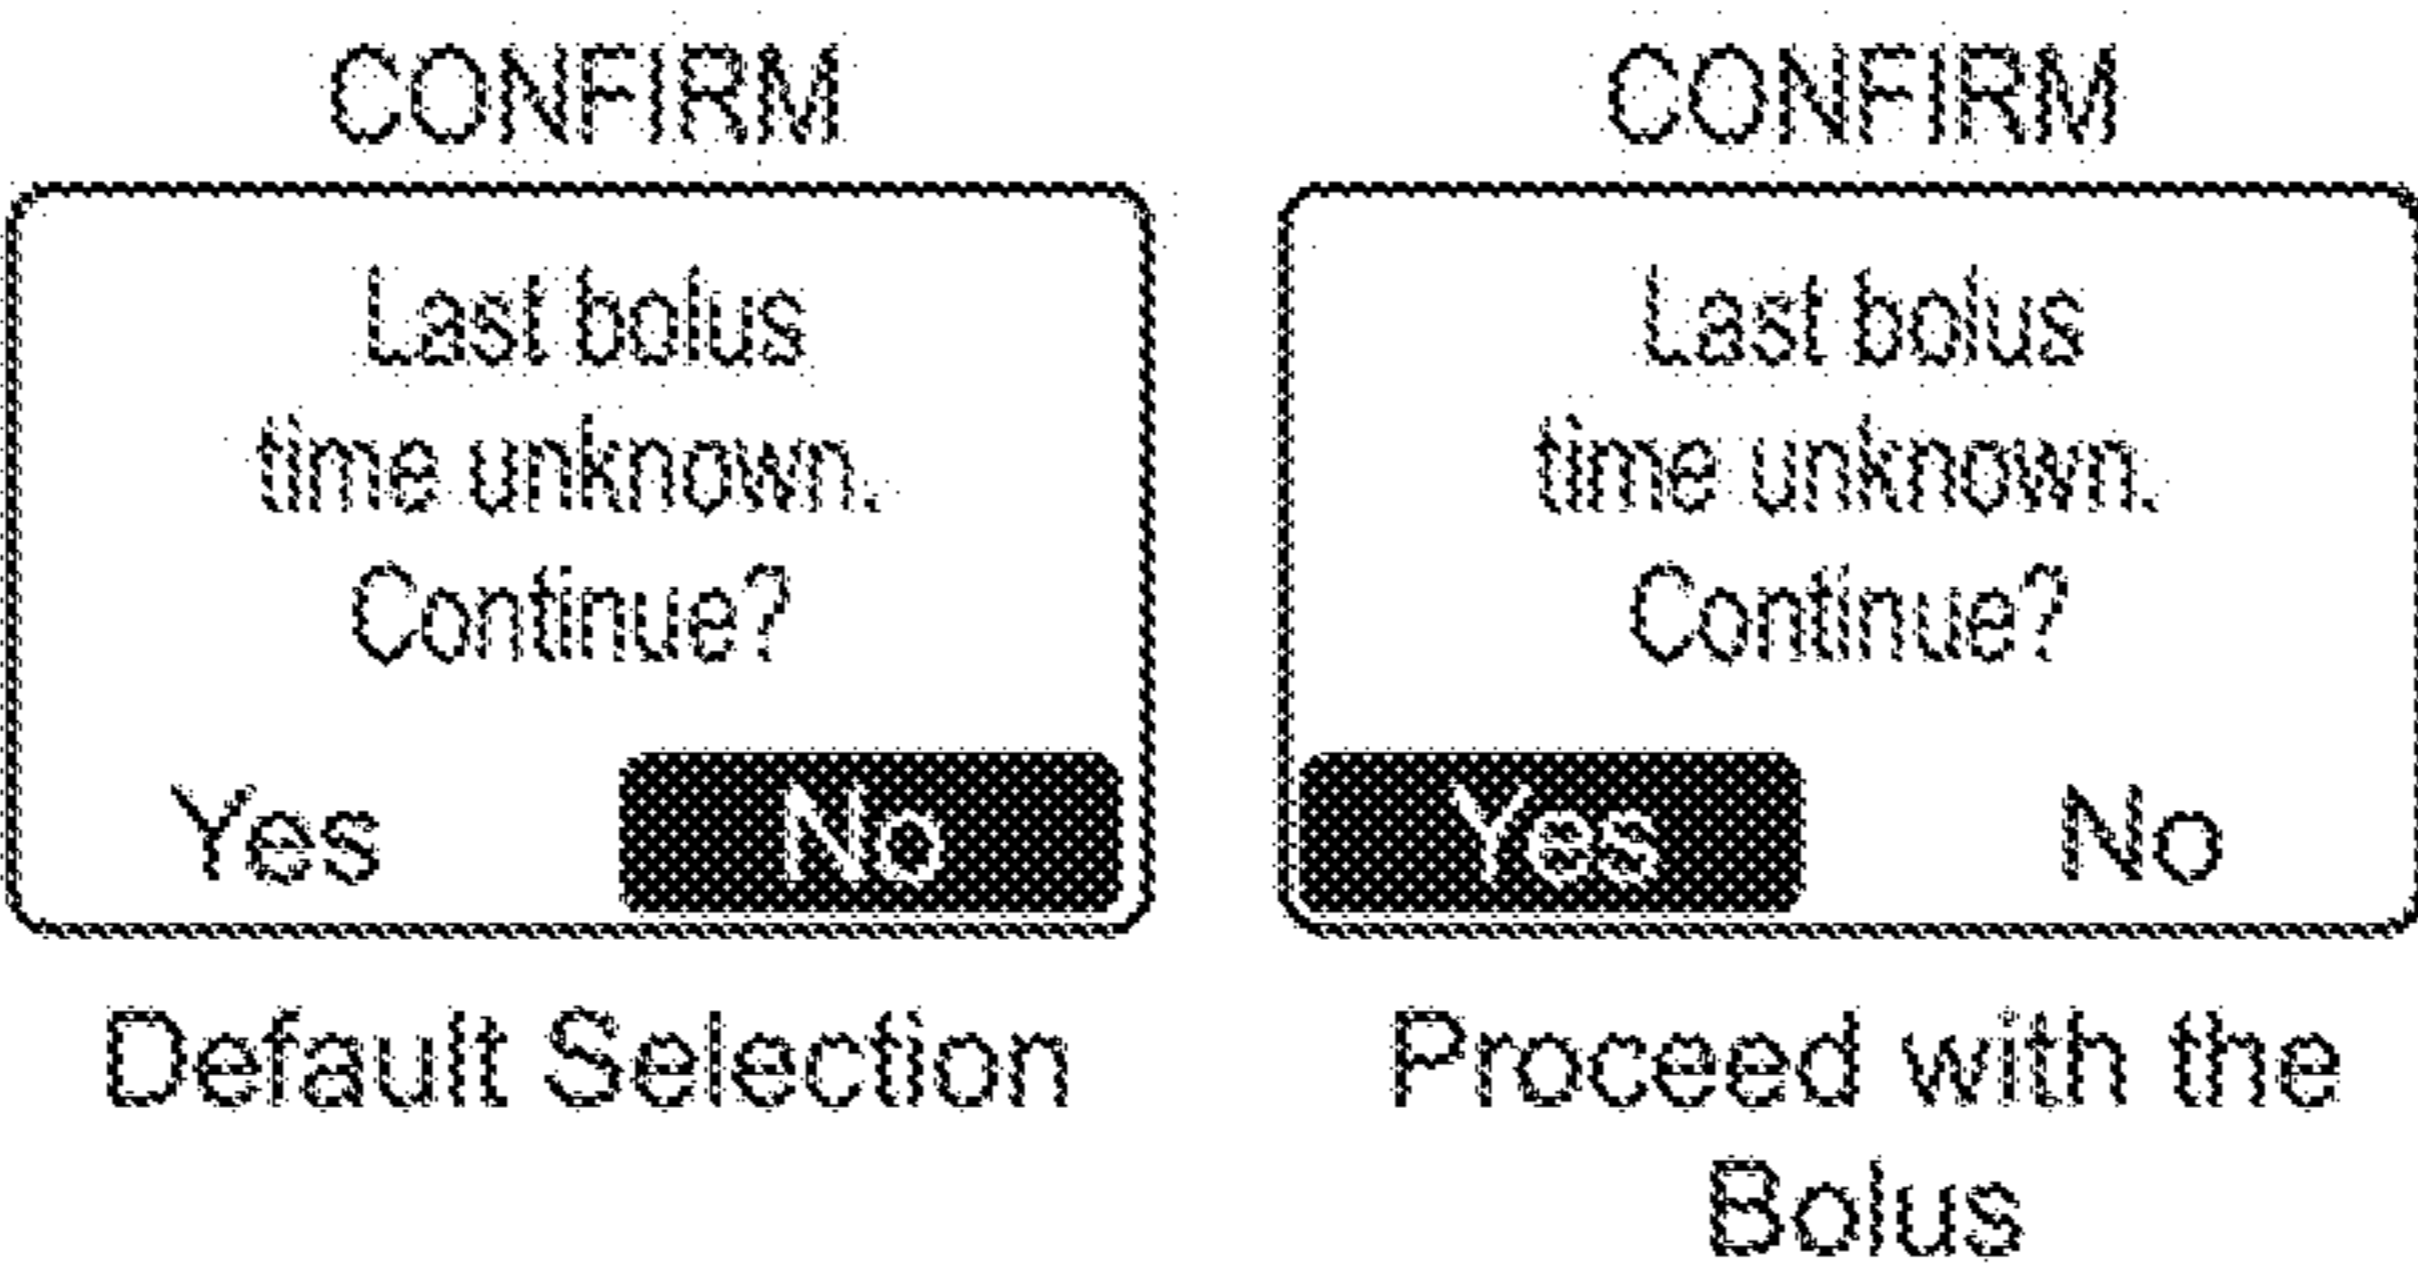 CONFIRM
Last bolus
time unknown.
Continue?
Yes No
Default Selection
CONFIRM
Last bolus
time unknown.
Continue?
Yes No
Proceed with the
Bolus